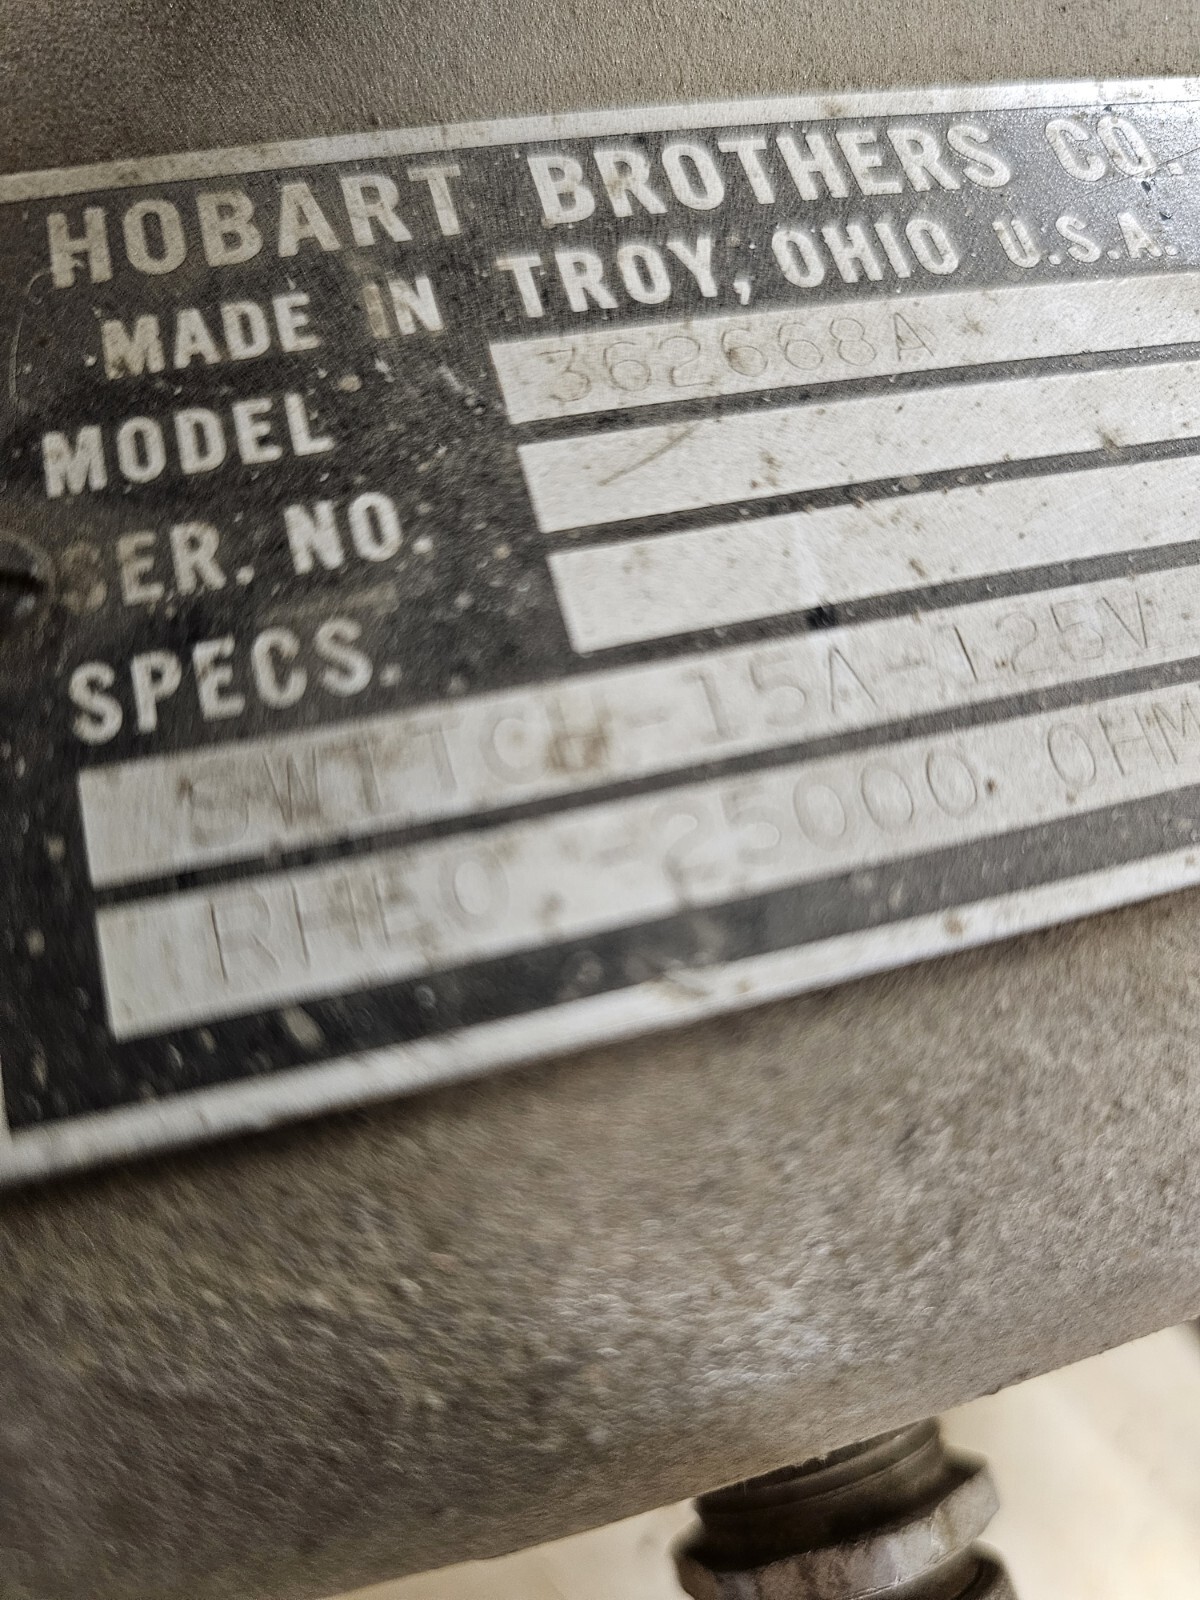 HOBART BROTHERS CO.
MADE IN TROY, OHIO U.S.A.
MODEL 362668A
SER. NO.
SPECS.
SWITCH-15A-125V
RHEO.-25000 OHM